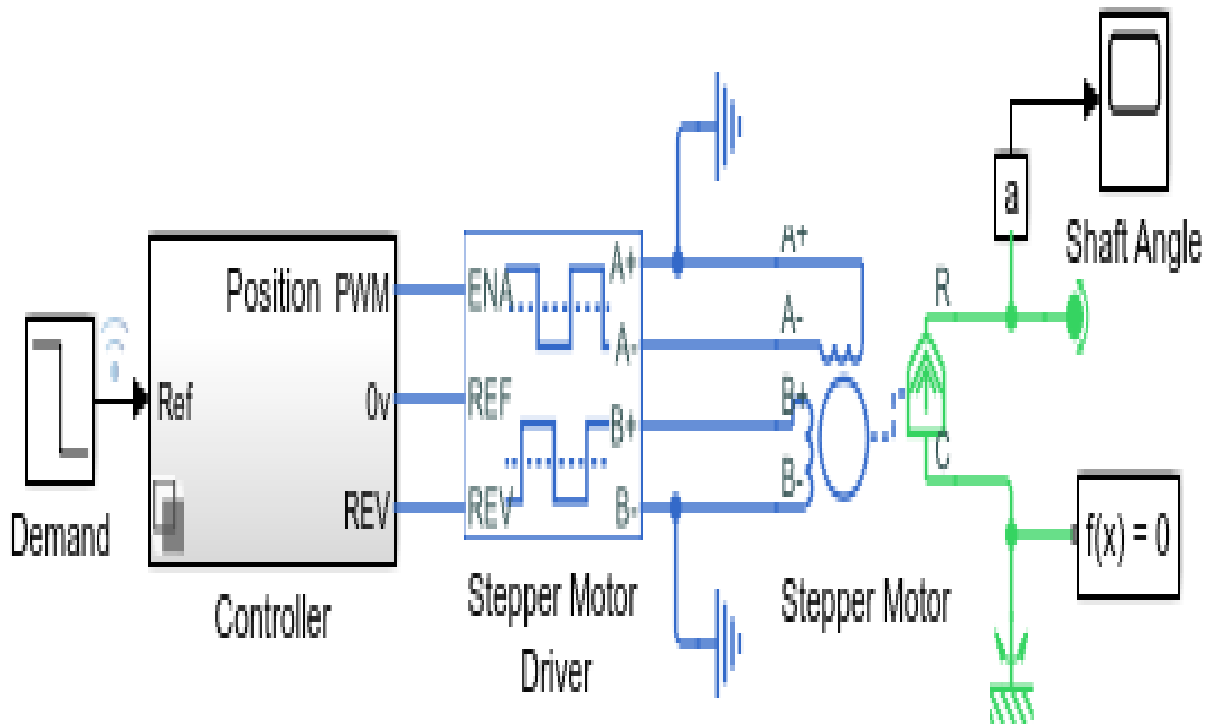 Demand
Ref
Position PWM
0v
REV
Controller
ENA
REF
REV
A+
A-
B+
B-
Stepper Motor
Driver
A+
A-
B+
B-
Stepper Motor
R
C
a
Shaft Angle
f(x) = 0